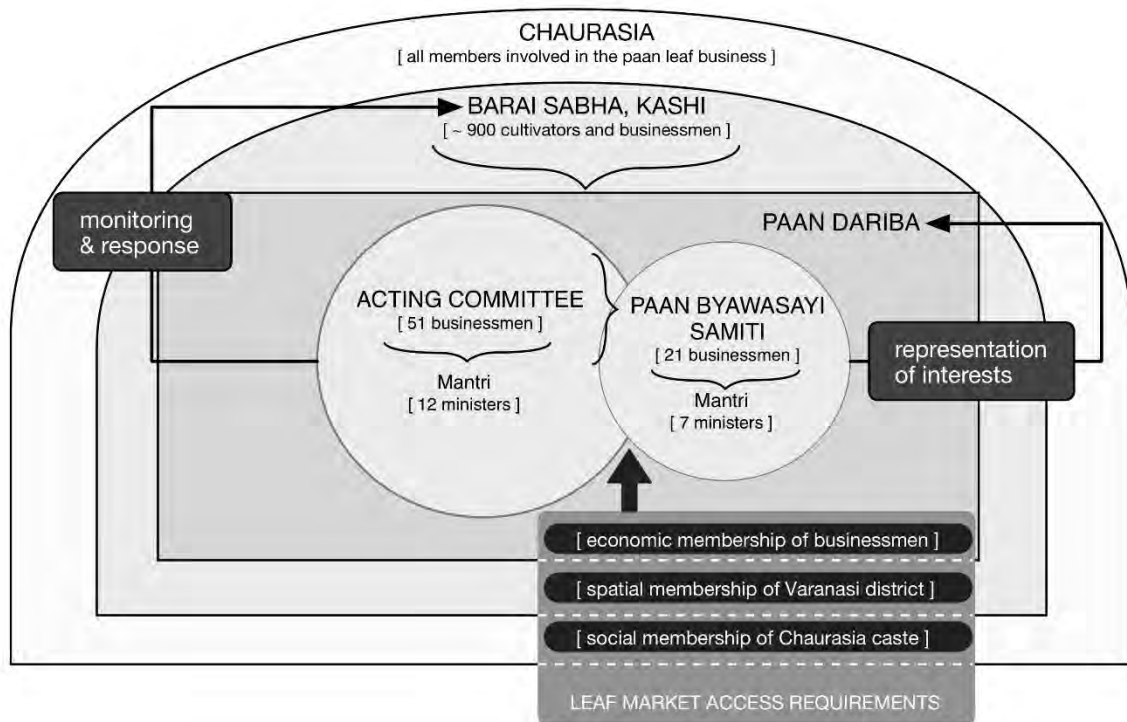 CHAURASIA
[ all members involved in the paan leaf business ]
BARAI SABHA, KASHI
[ ~ 900 cultivators and businessmen ]
monitoring
& response
PAAN DARIBA
ACTING COMMITTEE
[ 51 businessmen ]
Mantri
[ 12 ministers ]
PAAN BYAWASAYI
SAMITI
[ 21 businessmen ]
Mantri
[ 7 ministers ]
representation
of interests
[ economic membership of businessmen ]
[ spatial membership of Varanasi district ]
[ social membership of Chaurasia caste ]
LEAF MARKET ACCESS REQUIREMENTS